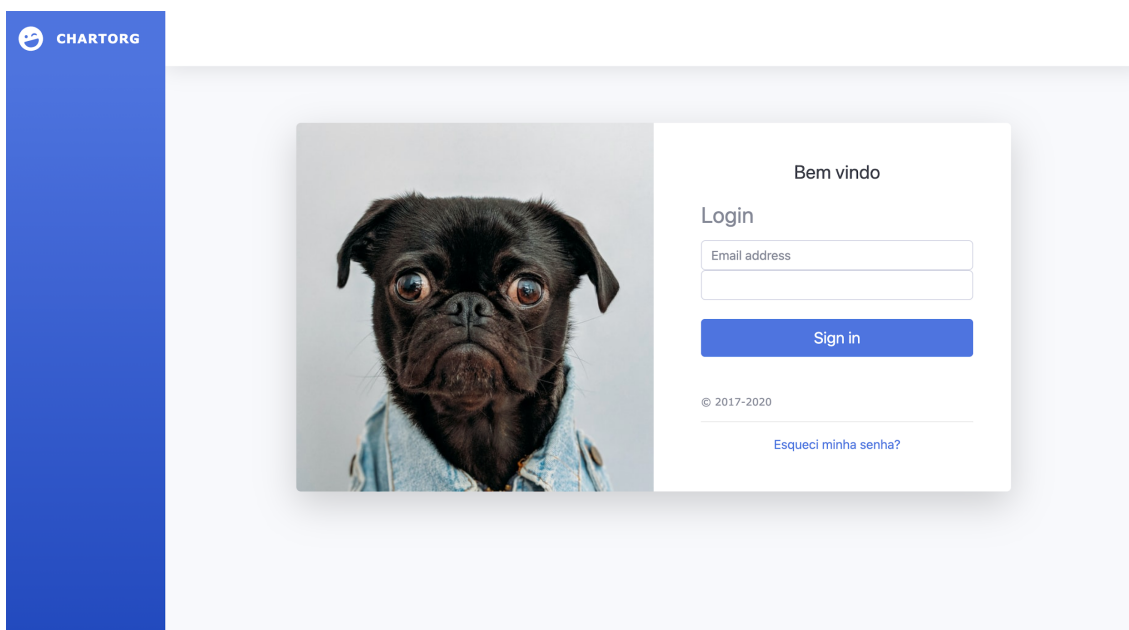 CHARTORG
Bem vindo
Login
Email address
Sign in
© 2017-2020
Esqueci minha senha?